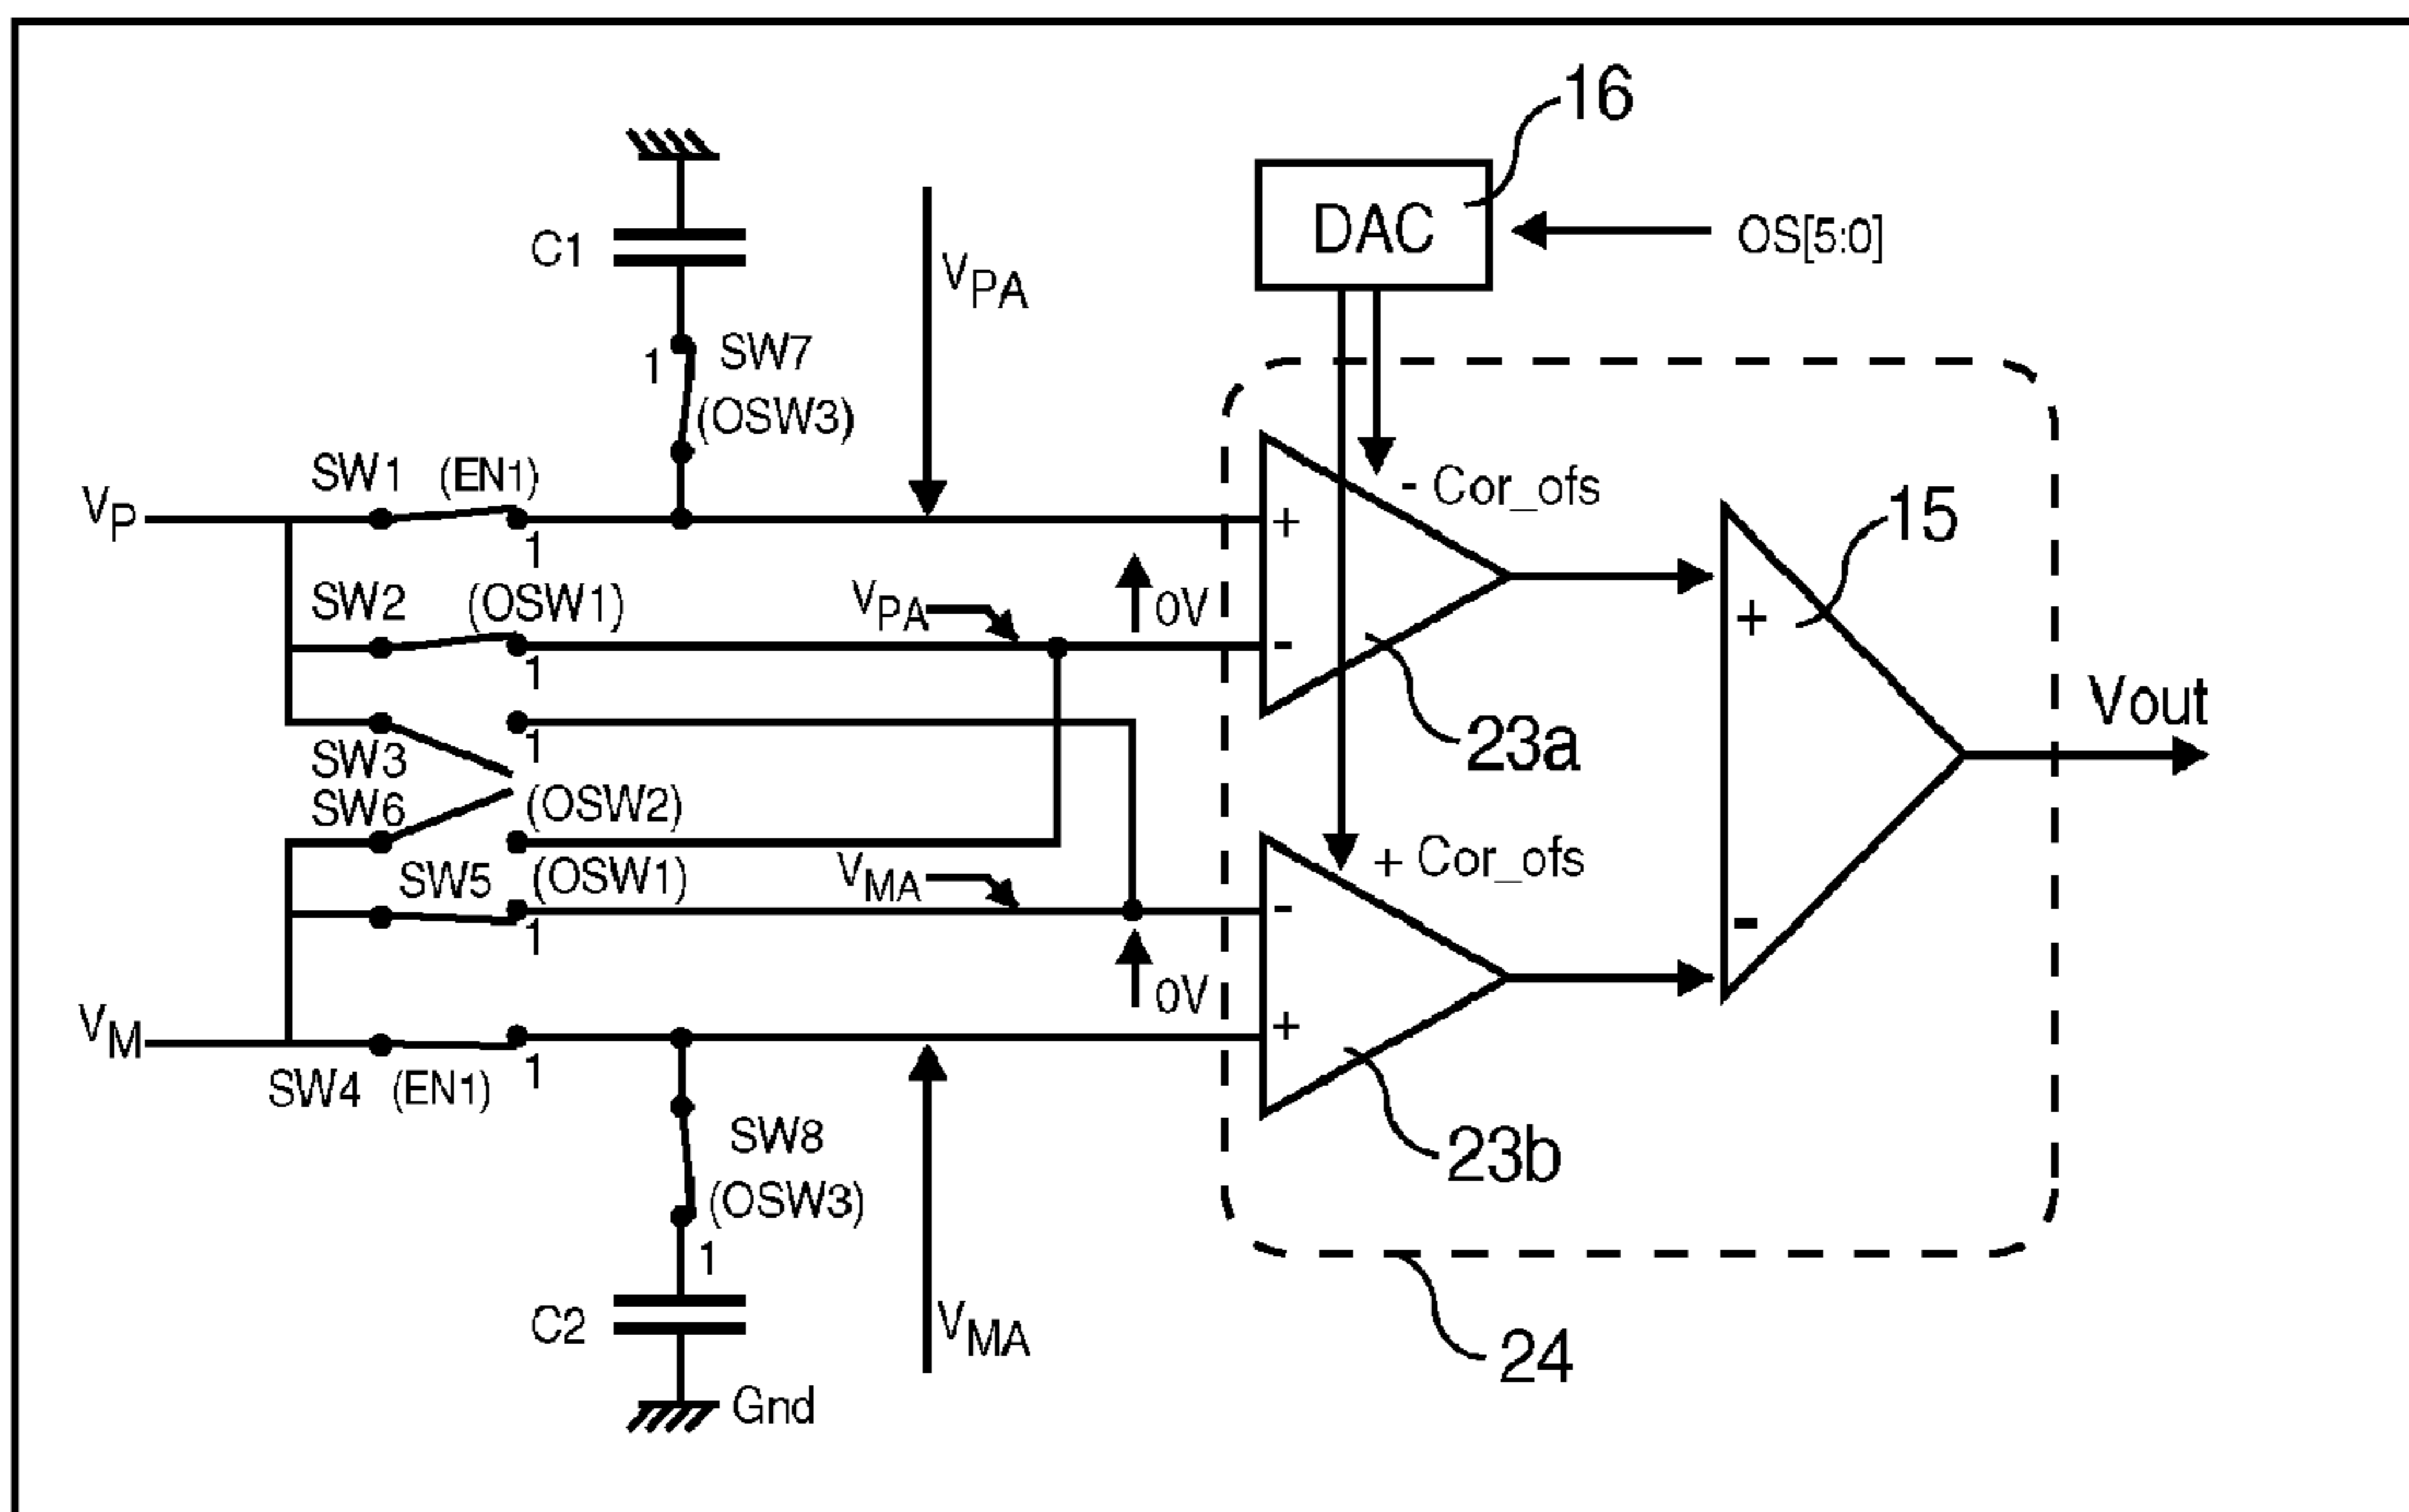 16
DAC
OS[5:0]
C1
VPA
1 SW7
(OSW3)
- Cor_ofs
SW1 (EN1)
VP
1
+
15
SW2 (OSW1)
VPA
0V
+
-
1
23a
Vout
SW3
1
SW6 (OSW2)
SW5 (OSW1)
VMA
+ Cor_ofs
-
1
-
0V
VM
+
SW4 (EN1)
1
SW8
(OSW3)
23b
1
C2
VMA
24
Gnd